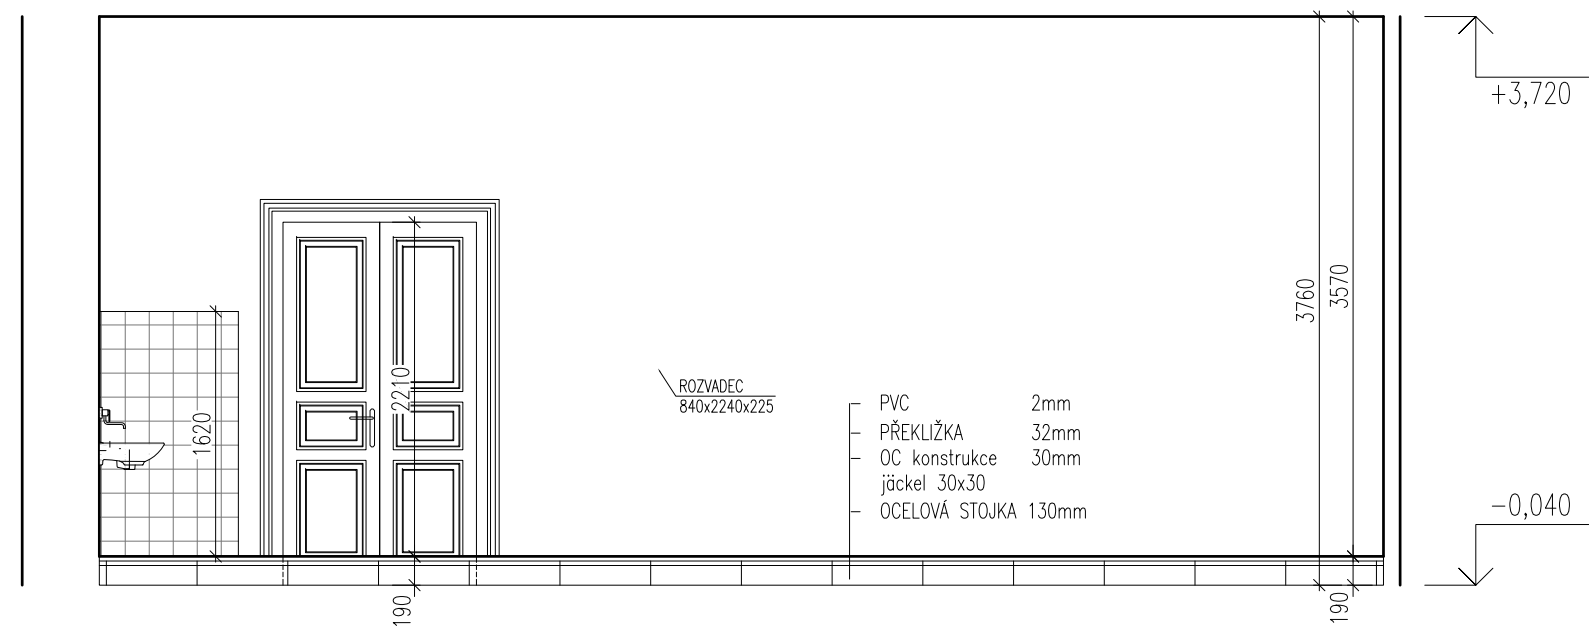 +3,720
3760
3570
2210
1620
ROZVADEC
840x2240x225
PVC 2mm
PŘEKLIŽKA 32mm
OC konstrukce 30mm
jäckel 30x30
OCELOVÁ STOJKA 130mm
-0,040
190
190